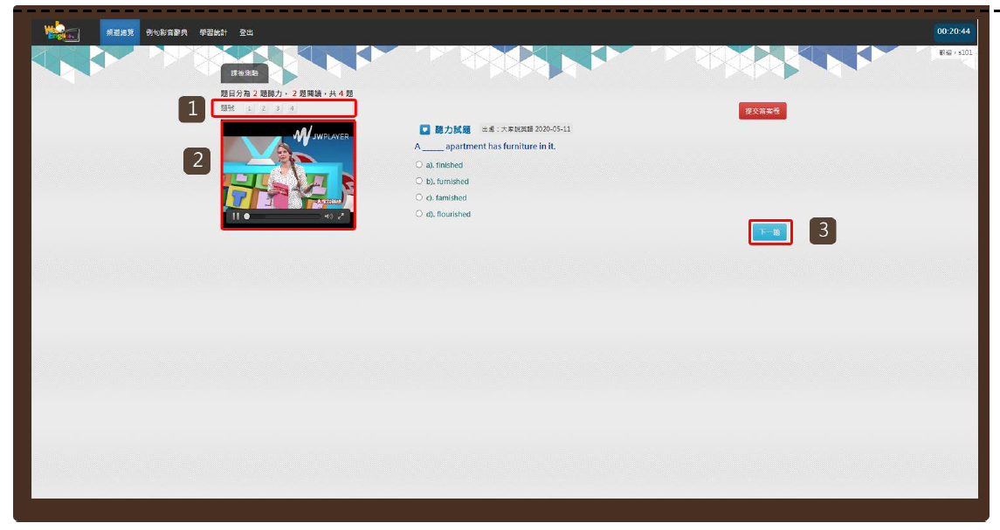 Web English
頻道總覽 例句影音辭典 學習統計 登出
00:20:44
歡迎，s101
課後測驗
題目分為 2 題聽力， 2 題閱讀，共 4 題
1
題號 1 2 3 4
提交答案卷
JWPLAYER
2
聽力試題 出處：大家說英語 2020-05-11
A _____ apartment has furniture in it.
a). finished
b). furnished
c). famished
d). flourished
下一題
3